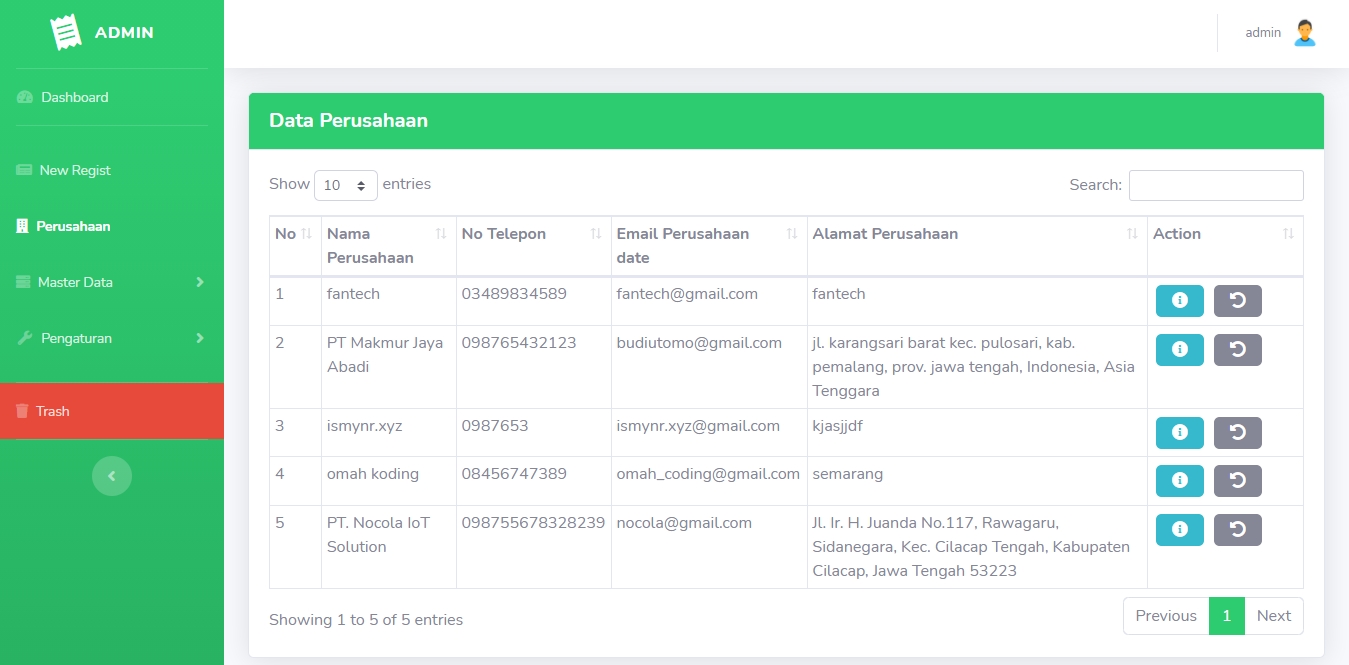 ADMIN
admin
Dashboard
New Regist
Perusahaan
Master Data
Pengaturan
Trash
Data Perusahaan
Show 10 entries
Search:
No Nama Perusahaan No Telepon Email Perusahaan date Alamat Perusahaan Action
1 fantech 03489834589 fantech@gmail.com fantech
2 PT Makmur Jaya Abadi 098765432123 budiutomo@gmail.com jl. karangsari barat kec. pulosari, kab.
pemalang, prov. jawa tengah, Indonesia, Asia
Tenggara
3 ismynr.xyz 0987653 ismynr.xyz@gmail.com kjasjjdf
4 omah koding 08456747389 omah_coding@gmail.com semarang
5 PT. Nocola IoT Solution 098755678328239 nocola@gmail.com Jl. Ir. H. Juanda No.117, Rawagaru,
Sidanegara, Kec. Cilacap Tengah, Kabupaten
Cilacap, Jawa Tengah 53223
Showing 1 to 5 of 5 entries
Previous 1 Next